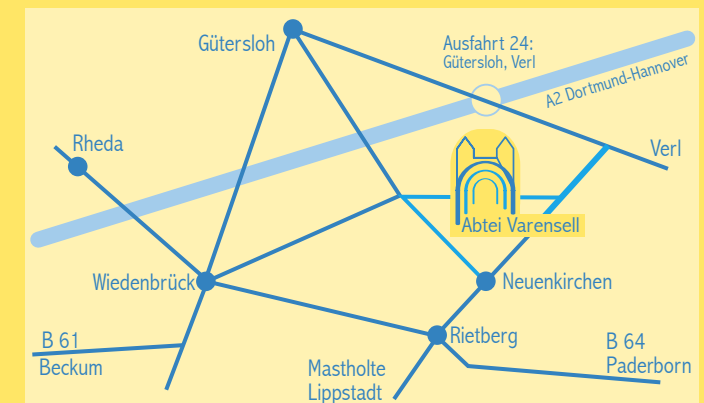 Gütersloh
Ausfahrt 24:
Gütersloh, Verl
A2 Dortmund-Hannover
Rheda
Verl
Abtei Varensell
Wiedenbrück
Neuenkirchen
B 61
Beckum
Rietberg
B 64
Paderborn
Mastholte
Lippstadt